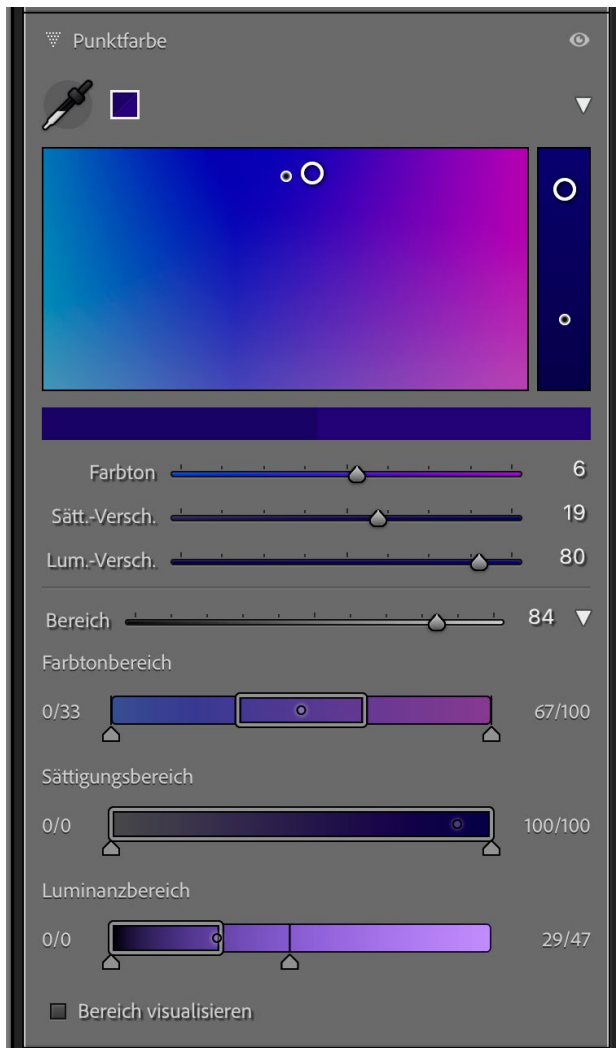 Punktfarbe
Farbton 6
Sätt.-Versch. 19
Lum.-Versch. 80
Bereich 84
Farbtonbereich
0/33 67/100
Sättigungsbereich
0/0 100/100
Luminanzbereich
0/0 29/47
Bereich visualisieren